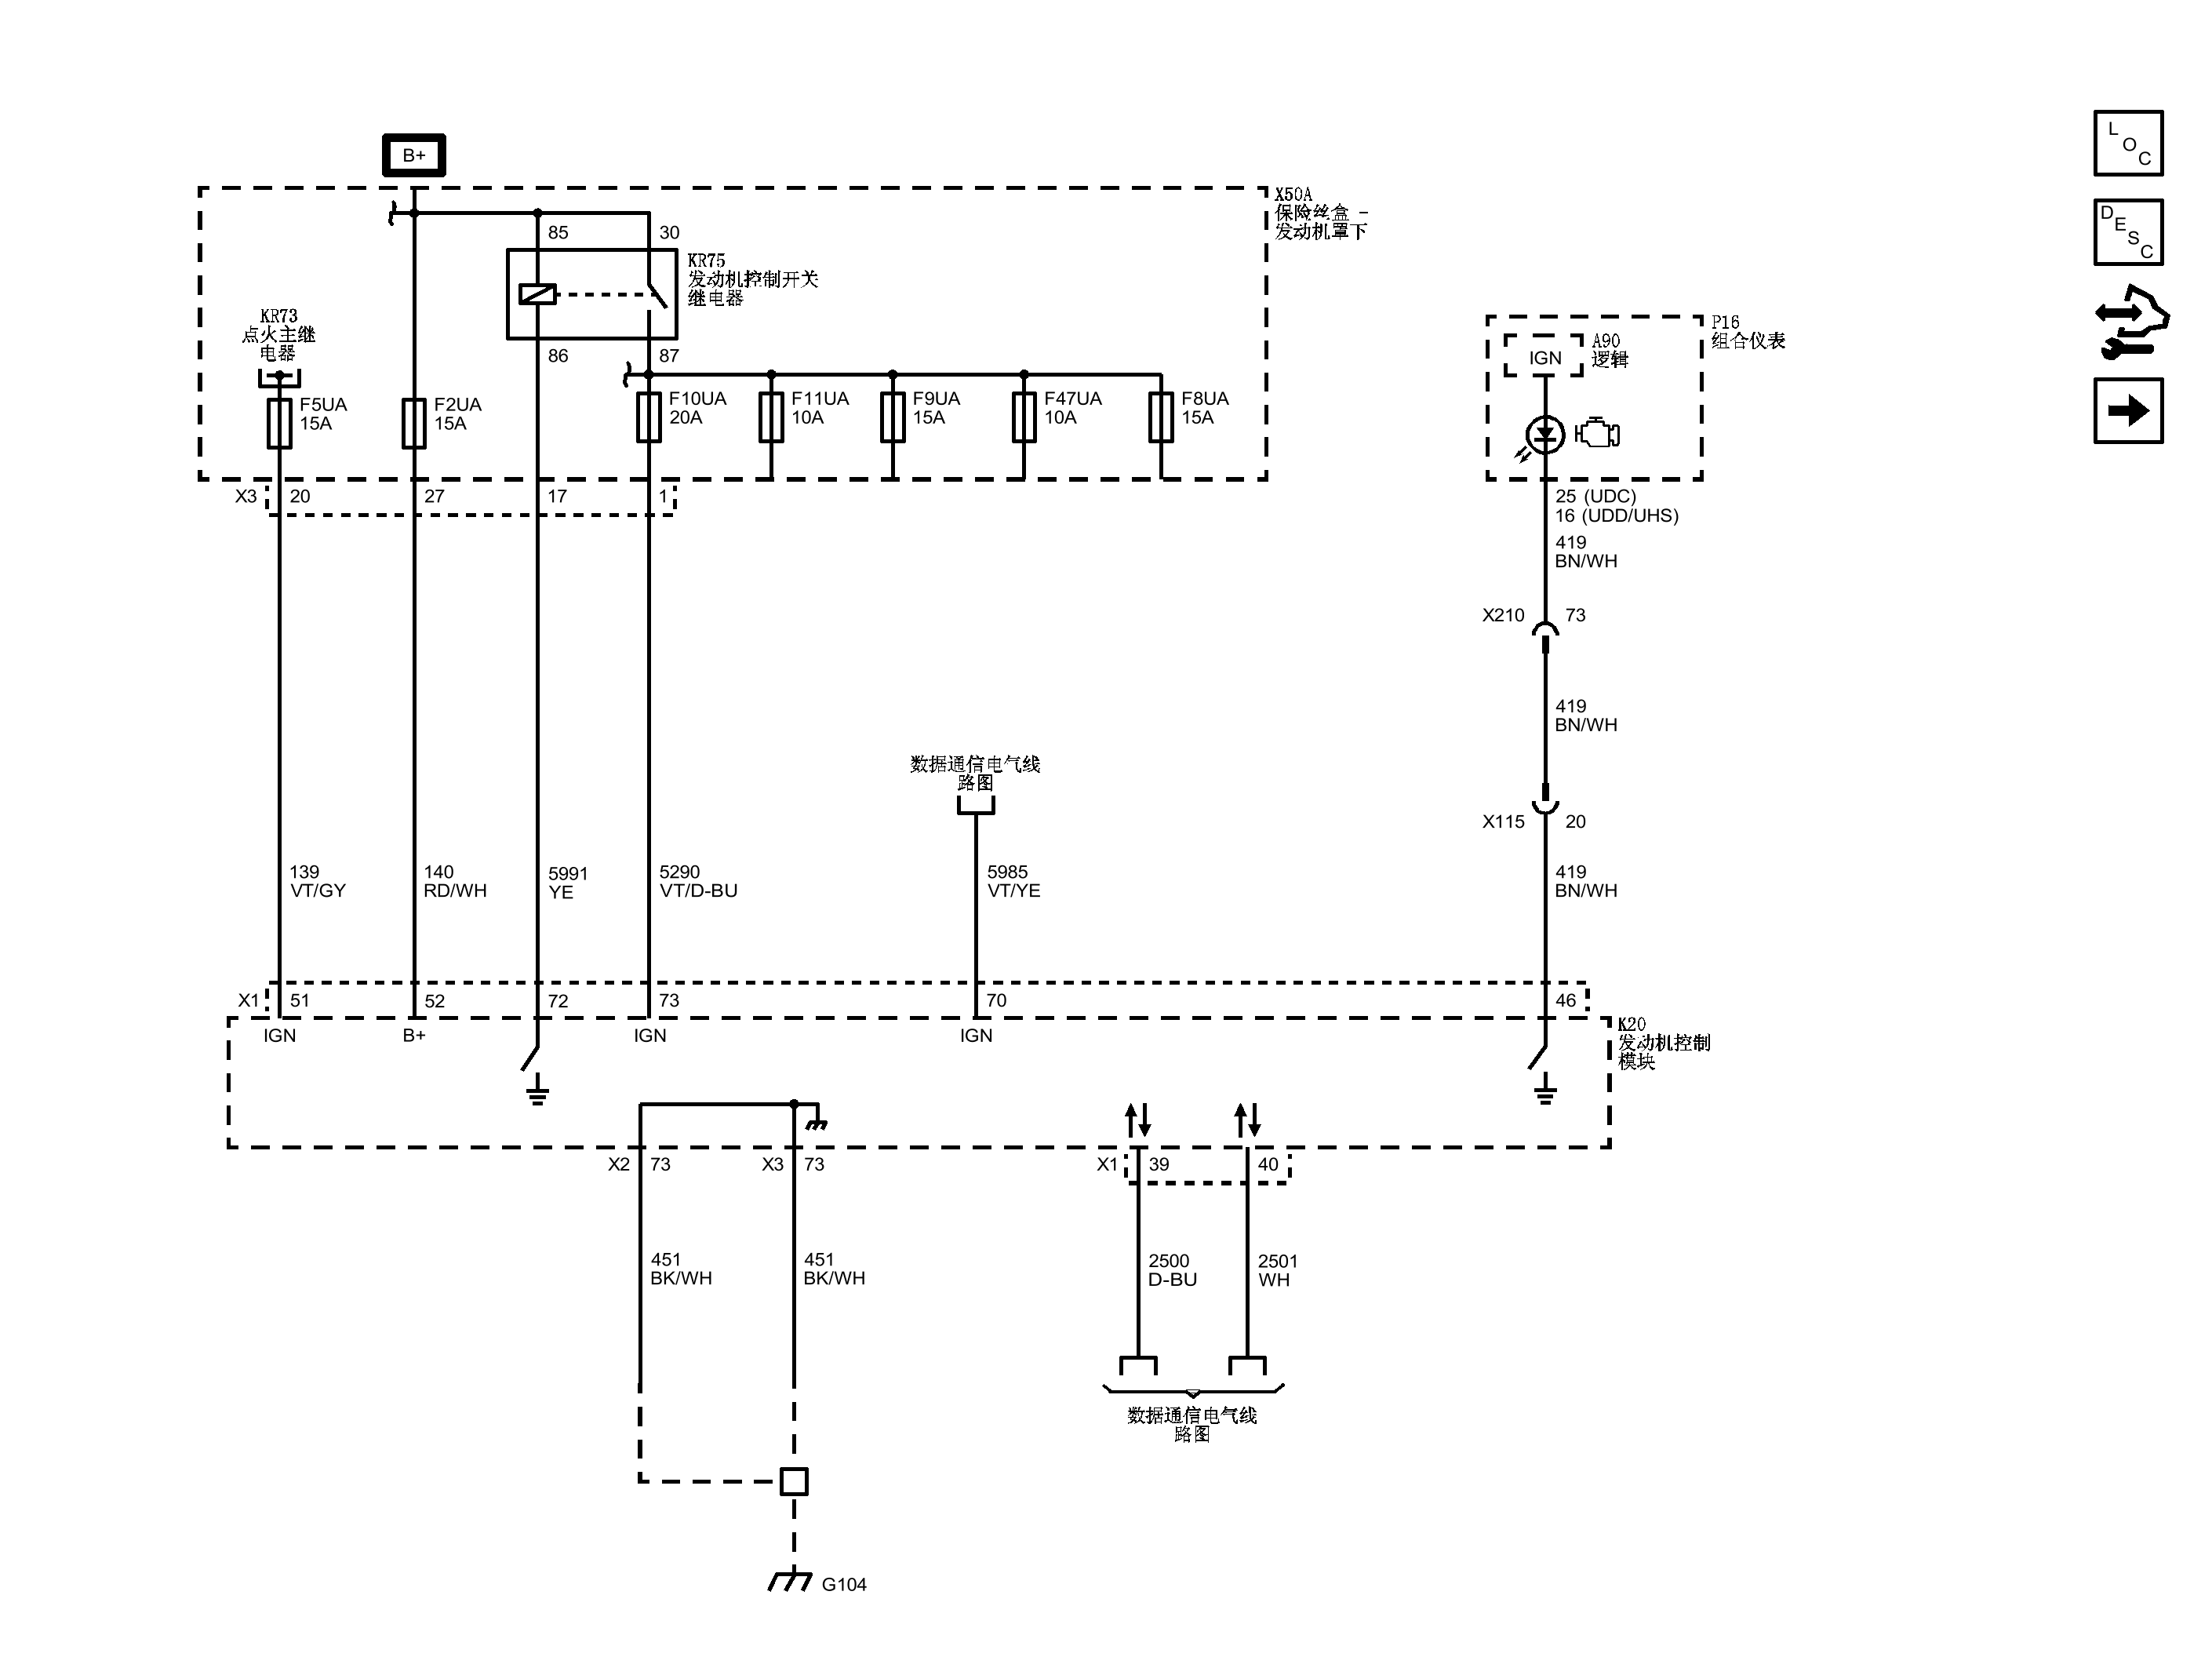 L
O
C
B+
X50A
保险丝盒 -
发动机罩下
D
E
S
C
85
30
KR75
发动机控制开关
继电器
KR73
点火主继
电器
86
87
P16
组合仪表
A90
逻辑
IGN
F5UA
15A
F2UA
15A
F10UA
20A
F11UA
10A
F9UA
15A
F47UA
10A
F8UA
15A
X3
20
27
17
1
25 (UDC)
16 (UDD/UHS)
419
BN/WH
X210
73
419
BN/WH
数据通信电气线
路图
X115
20
139
VT/GY
140
RD/WH
5991
YE
5290
VT/D-BU
5985
VT/YE
419
BN/WH
X1
51
52
72
73
70
46
IGN
B+
IGN
IGN
K20
发动机控制
模块
X2
73
X3
73
X1
39
40
451
BK/WH
451
BK/WH
2500
D-BU
2501
WH
数据通信电气线
路图
G104